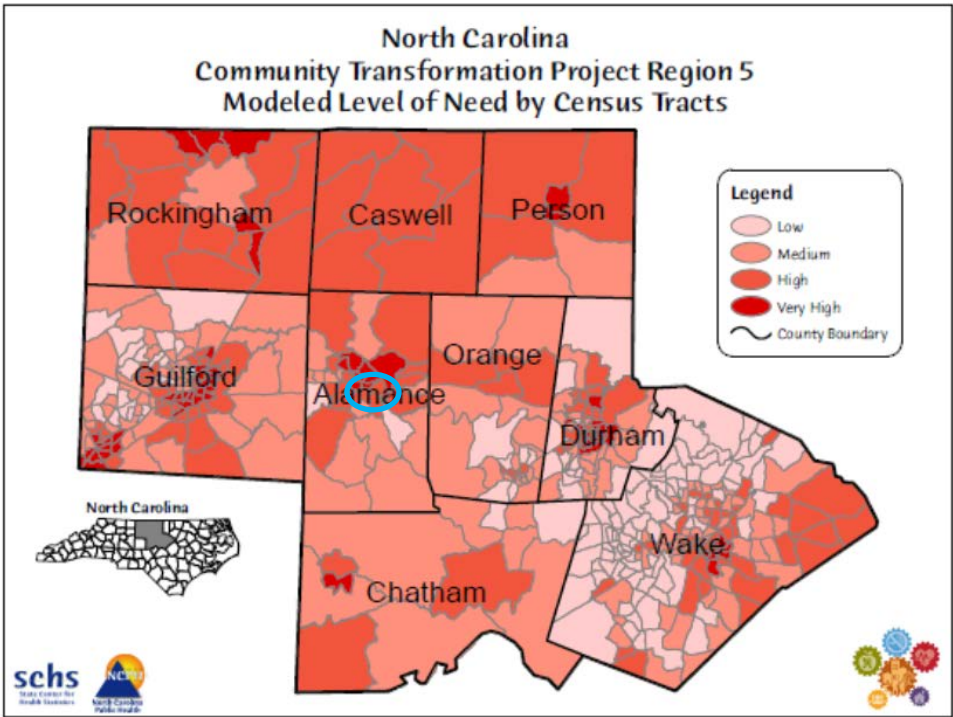 North Carolina
Community Transformation Project Region 5
Modeled Level of Need by Census Tracts
Rockingham
Caswell
Person
Legend
Low
Medium
High
Very High
County Boundary
Guilford
Alamance
Orange
Durham
North Carolina
Wake
Chatham
schs
State Center for
Health Statistics
NCPH
North Carolina
Public Health